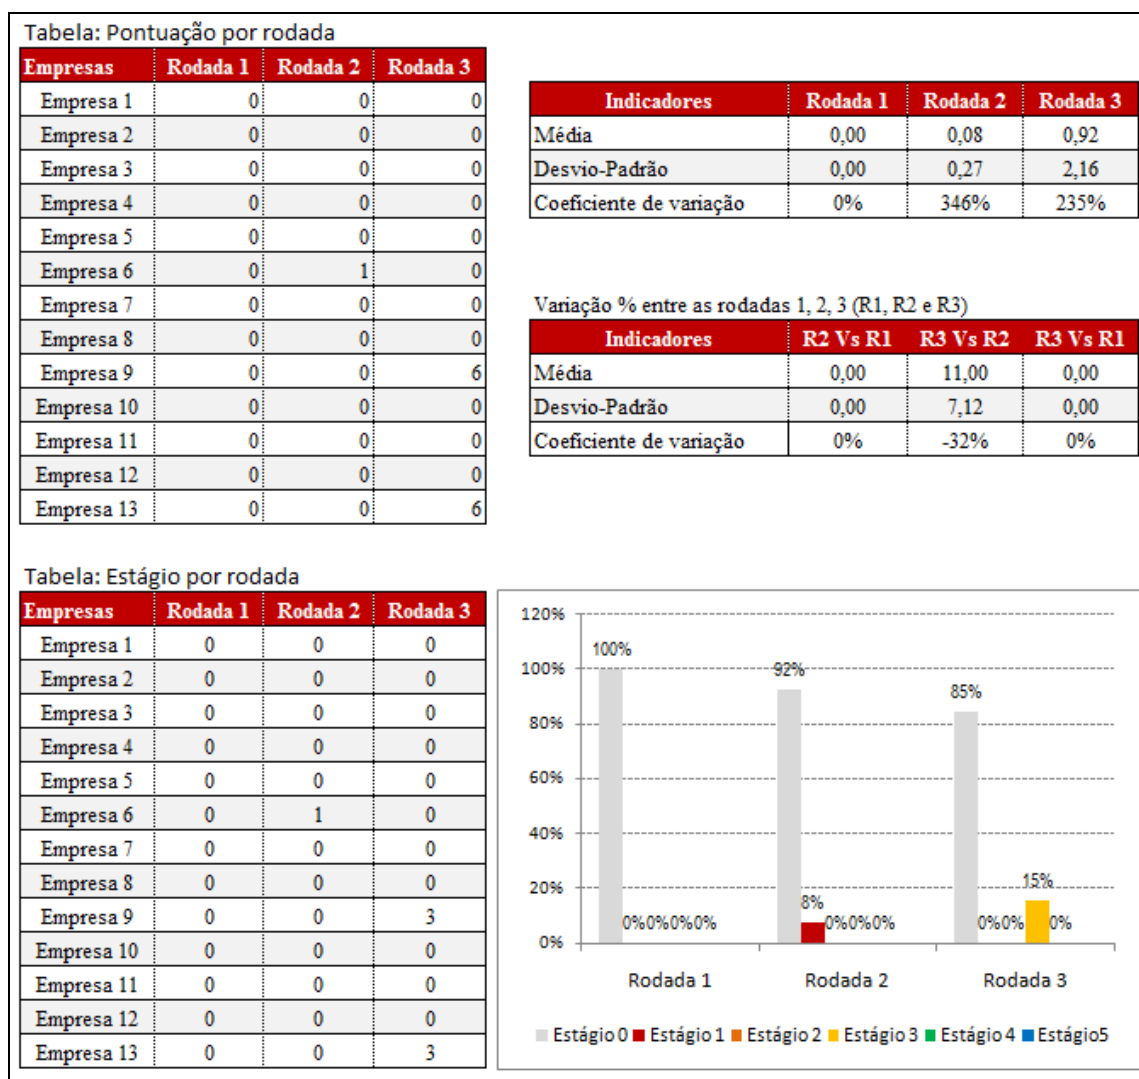 Tabela: Pontuação por rodada
Empresas Rodada 1 Rodada 2 Rodada 3
Empresa 1 0 0 0
Empresa 2 0 0 0
Empresa 3 0 0 0
Empresa 4 0 0 0
Empresa 5 0 0 0
Empresa 6 0 1 0
Empresa 7 0 0 0
Empresa 8 0 0 0
Empresa 9 0 0 6
Empresa 10 0 0 0
Empresa 11 0 0 0
Empresa 12 0 0 0
Empresa 13 0 0 6
Indicadores Rodada 1 Rodada 2 Rodada 3
Média 0,00 0,08 0,92
Desvio-Padrão 0,00 0,27 2,16
Coeficiente de variação 0% 346% 235%
Variação % entre as rodadas 1, 2, 3 (R1, R2 e R3)
Indicadores R2 Vs R1 R3 Vs R2 R3 Vs R1
Média 0,00 11,00 0,00
Desvio-Padrão 0,00 7,12 0,00
Coeficiente de variação 0% -32% 0%
Tabela: Estágio por rodada
Empresas Rodada 1 Rodada 2 Rodada 3
Empresa 1 0 0 0
Empresa 2 0 0 0
Empresa 3 0 0 0
Empresa 4 0 0 0
Empresa 5 0 0 0
Empresa 6 0 1 0
Empresa 7 0 0 0
Empresa 8 0 0 0
Empresa 9 0 0 3
Empresa 10 0 0 0
Empresa 11 0 0 0
Empresa 12 0 0 0
Empresa 13 0 0 3
120%
100%
80%
60%
40%
20%
0%
100% 92% 85%
8% 15%
0%0%0%0% 0%0%0% 0%0% 0%
Rodada 1 Rodada 2 Rodada 3
Estágio 0 Estágio 1 Estágio 2 Estágio 3 Estágio 4 Estágio5